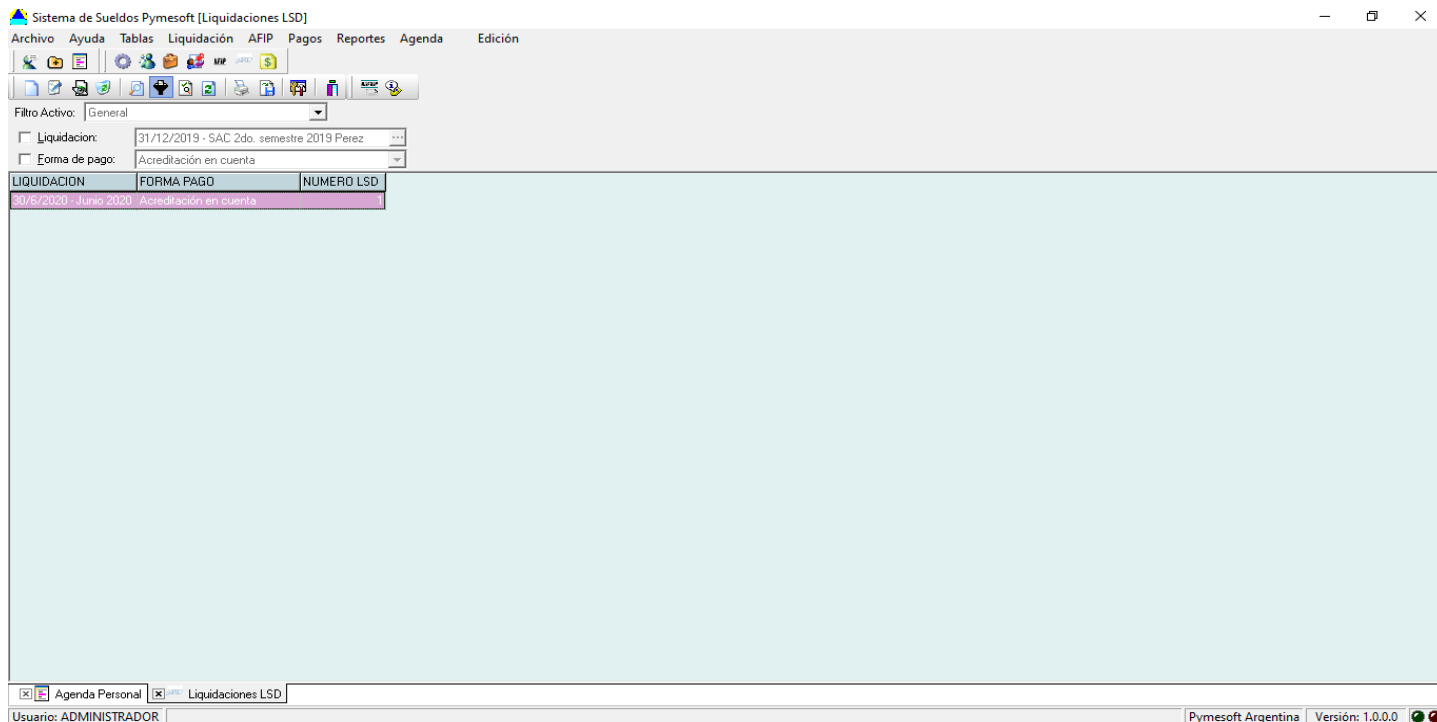 Sistema de Sueldos Pymesoft [Liquidaciones LSD]
Archivo Ayuda Tablas Liquidación AFIP Pagos Reportes Agenda Edición
Filtro Activo: General
Liquidacion: 31/12/2019 - SAC 2do. semestre 2019 Perez ...
Forma de pago: Acreditación en cuenta
LIQUIDACION FORMA PAGO NUMERO LSD
30/6/2020 - Junio 2020 Acreditación en cuenta 1
Agenda Personal Liquidaciones LSD
Usuario: ADMINISTRADOR Pymesoft Argentina Versión: 1.0.0.0